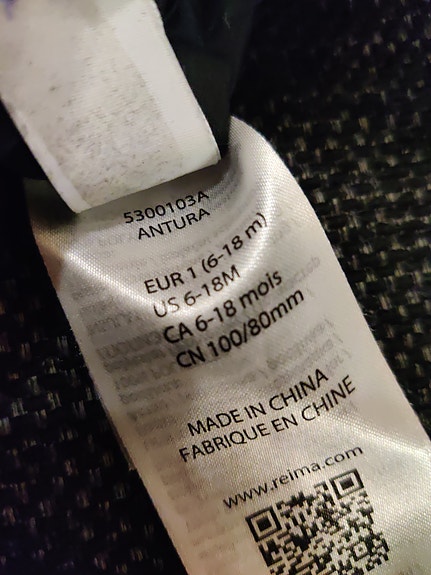 5300103A
ANTURA
EUR 1 (6-18 m)
US 6-18M
CA 6-18 mois
CN 100/80mm
MADE IN CHINA
FABRIQUE EN CHINE
www.reima.com